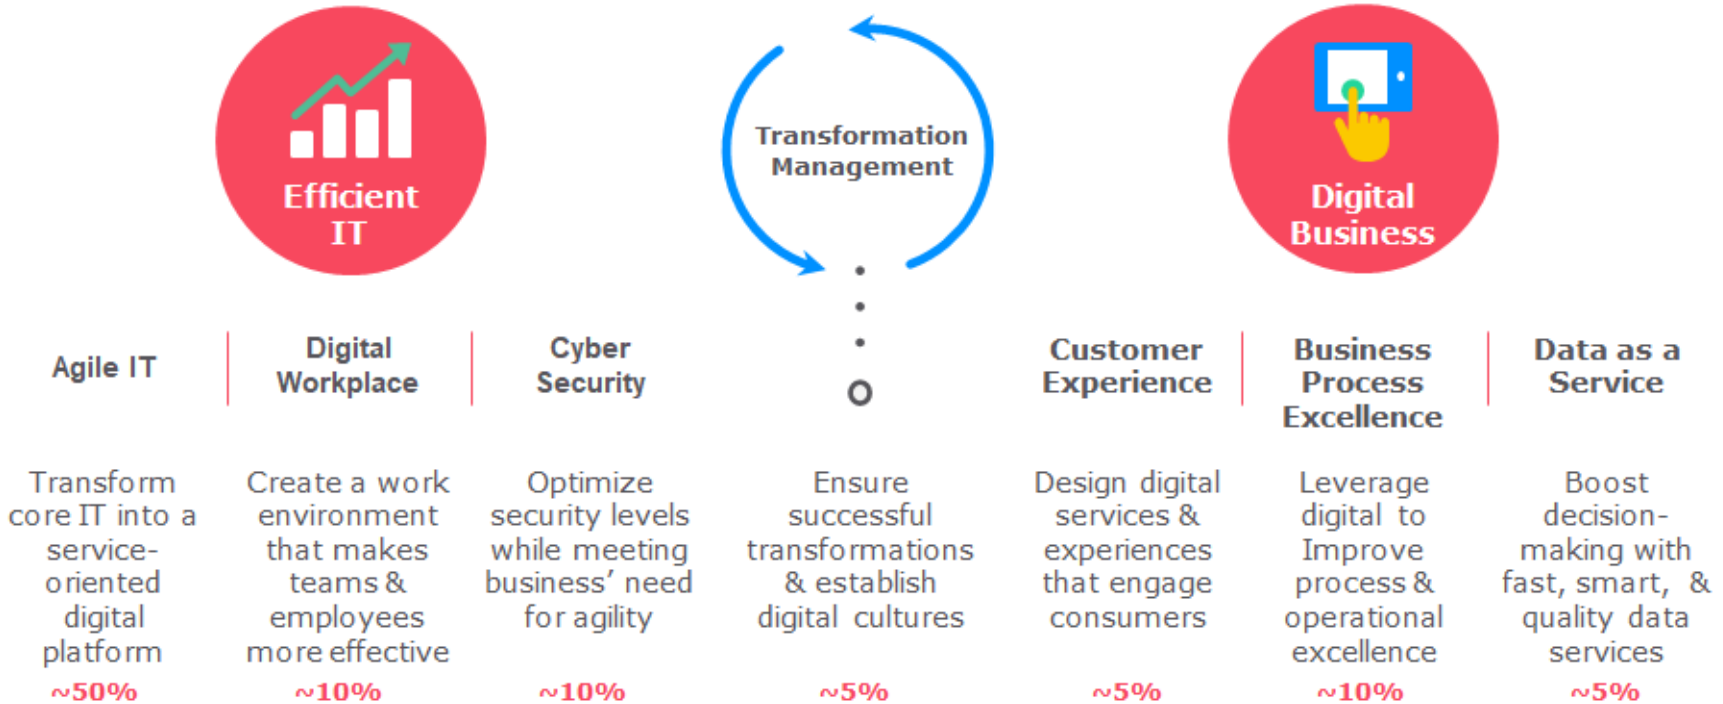 Efficient
IT
Transformation
Management
Digital
Business
Agile IT
Digital
Workplace
Cyber
Security
Customer
Experience
Business
Process
Excellence
Data as a
Service
Transform
core IT into a
service-
oriented
digital
platform
~50%
Create a work
environment
that makes
teams &
employees
more effective
~10%
Optimize
security levels
while meeting
business’ need
for agility
~10%
Ensure
successful
transformations
& establish
digital cultures
~5%
Design digital
services &
experiences
that engage
consumers
~5%
Leverage
digital to
Improve
process &
operational
excellence
~10%
Boost
decision-
making with
fast, smart, &
quality data
services
~5%